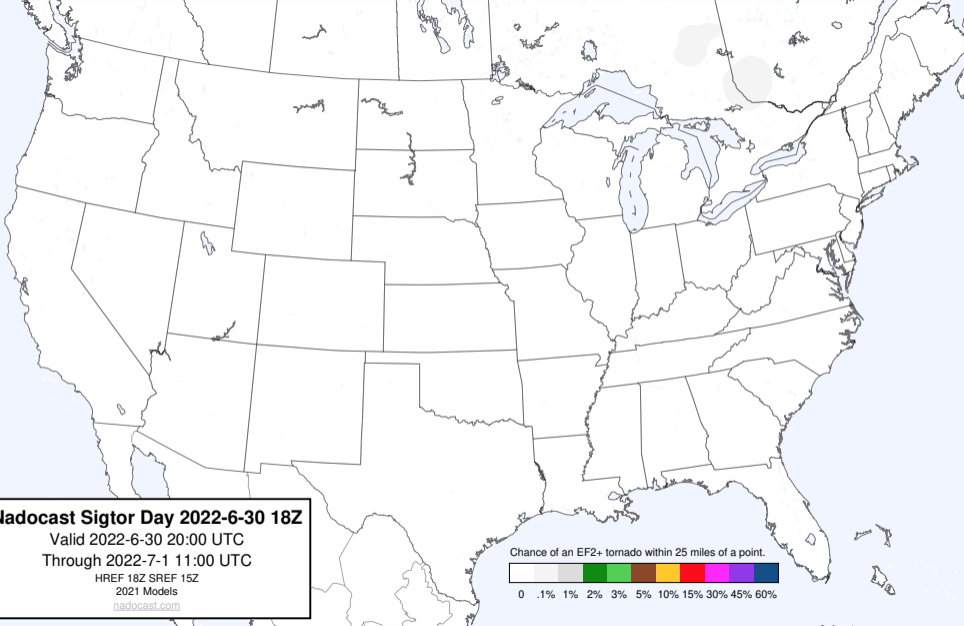 Nadocast Sigtor Day 2022-6-30 18Z
Valid 2022-6-30 20:00 UTC
Through 2022-7-1 11:00 UTC
HREF 18Z SREF 15Z
2021 Models
nadocast.com
Chance of an EF2+ tornado within 25 miles of a point.
0 .1% 1% 2% 3% 5% 10% 15% 30% 45% 60%